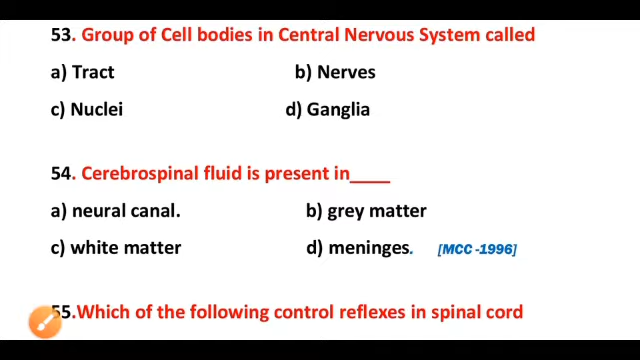 53. Group of Cell bodies in Central Nervous System called
a) Tract b) Nerves
c) Nuclei d) Ganglia
54. Cerebrospinal fluid is present in____
a) neural canal. b) grey matter
c) white matter d) meninges. [MCC -1996]
55.Which of the following control reflexes in spinal cord